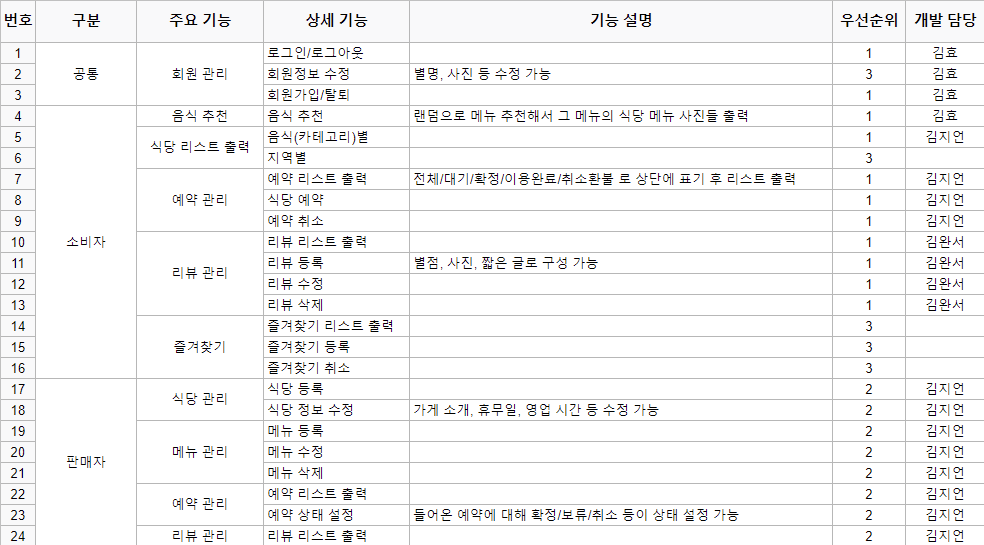 번호 구분 주요 기능 상세 기능 기능 설명 우선순위 개발 담당
1 공통 회원 관리 로그인/로그아웃 1 김효
2 회원정보 수정 별명, 사진 등 수정 가능 3 김효
3 회원가입/탈퇴 1 김효
4 소비자 음식 추천 음식 추천 랜덤으로 메뉴 추천해서 그 메뉴의 식당 메뉴 사진들 출력 1 김효
5 식당 리스트 출력 음식(카테고리)별 1 김지언
6 지역별 3
7 예약 관리 예약 리스트 출력 전체/대기/확정/이용완료/취소환불 로 상단에 표기 후 리스트 출력 1 김지언
8 식당 예약 1 김지언
9 예약 취소 1 김지언
10 리뷰 관리 리뷰 리스트 출력 1 김완서
11 리뷰 등록 별점, 사진, 짧은 글로 구성 가능 1 김완서
12 리뷰 수정 1 김완서
13 리뷰 삭제 1 김완서
14 즐겨찾기 즐겨찾기 리스트 출력 3
15 즐겨찾기 등록 3
16 즐겨찾기 취소 3
17 판매자 식당 관리 식당 등록 2 김지언
18 식당 정보 수정 가게 소개, 휴무일, 영업 시간 등 수정 가능 2 김지언
19 메뉴 관리 메뉴 등록 2 김지언
20 메뉴 수정 2 김지언
21 메뉴 삭제 2 김지언
22 예약 관리 예약 리스트 출력 2 김지언
23 예약 상태 설정 들어온 예약에 대해 확정/보류/취소 등이 상태 설정 가능 2 김지언
24 리뷰 관리 리뷰 리스트 출력 2 김지언